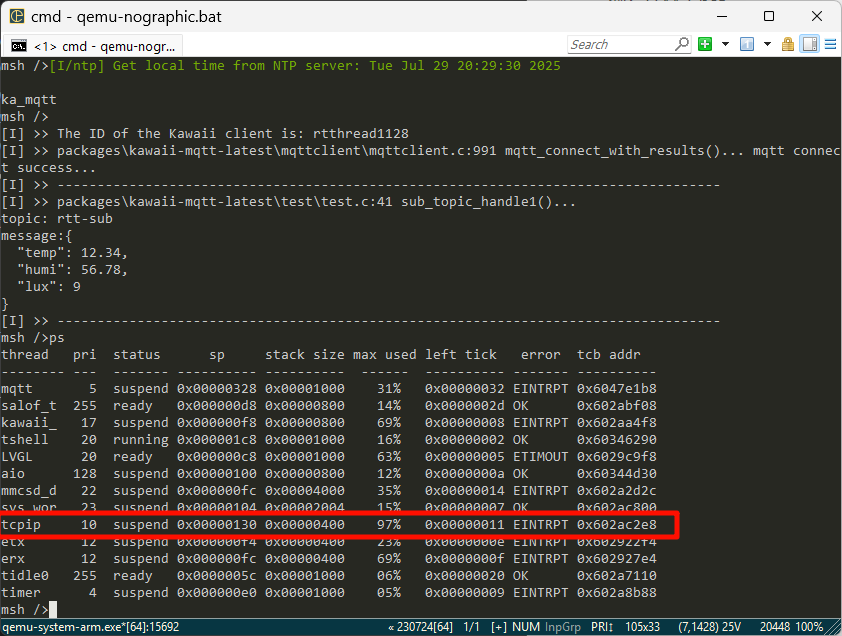 cmd - qemu-nographic.bat
<1> cmd - qemu-nogr...
Search
msh />[I/ntp] Get local time from NTP server: Tue Jul 29 20:29:30 2025
ka_mqtt
msh />
[I] >> The ID of the Kawaii client is: rtthread1128
[I] >> packages\kawaii-mqtt-latest\mqttclient\mqttclient.c:991 mqtt_connect_with_results()... mqtt connec
t success...
[I] >> -------------------------------------------------------------------------------
[I] >> packages\kawaii-mqtt-latest\test\test.c:41 sub_topic_handle1()...
topic: rtt-sub
message:{
"temp": 12.34,
"humi": 56.78,
"lux": 9
}
[I] >> -------------------------------------------------------------------------------
msh />ps
thread pri status sp stack size max used left tick error tcb addr
-------- --- ------- ---------- ---------- ------ ---------- ------- ----------
mqtt 5 suspend 0x00000328 0x00001000 31% 0x00000032 EINTRPT 0x6047e1b8
salof_t 255 ready 0x000000d8 0x00000800 14% 0x0000002d OK 0x602abf08
kawaii_ 17 suspend 0x000000f8 0x00000800 69% 0x00000008 EINTRPT 0x602aa4f8
tshell 20 running 0x000001c8 0x00001000 16% 0x00000002 OK 0x60346290
LVGL 20 ready 0x000000c8 0x00001000 63% 0x00000005 ETIMOUT 0x6029c9f8
aio 128 suspend 0x00000100 0x00000800 12% 0x0000000a OK 0x60344d30
mmcsd_d 22 suspend 0x000000fc 0x00004000 35% 0x00000014 EINTRPT 0x602a2d2c
sys_wor 23 suspend 0x00000104 0x00002004 15% 0x00000007 OK 0x602ac800
tcpip 10 suspend 0x00000130 0x00000400 97% 0x00000011 EINTRPT 0x602ac2e8
etx 12 suspend 0x000000f4 0x00000400 23% 0x0000000e EINTRPT 0x602922f4
erx 12 suspend 0x000000fc 0x00000400 69% 0x0000000f EINTRPT 0x602927e4
tidle0 255 ready 0x0000005c 0x00001000 06% 0x00000020 OK 0x602a7110
timer 4 suspend 0x000000e0 0x00001000 05% 0x00000009 EINTRPT 0x602a8b88
msh />
qemu-system-arm.exe*[64]:15692 « 230724[64] 1/1 [+] NUM InpGrp PRI↕ 105x33 (7,1428) 25V 20448 100%